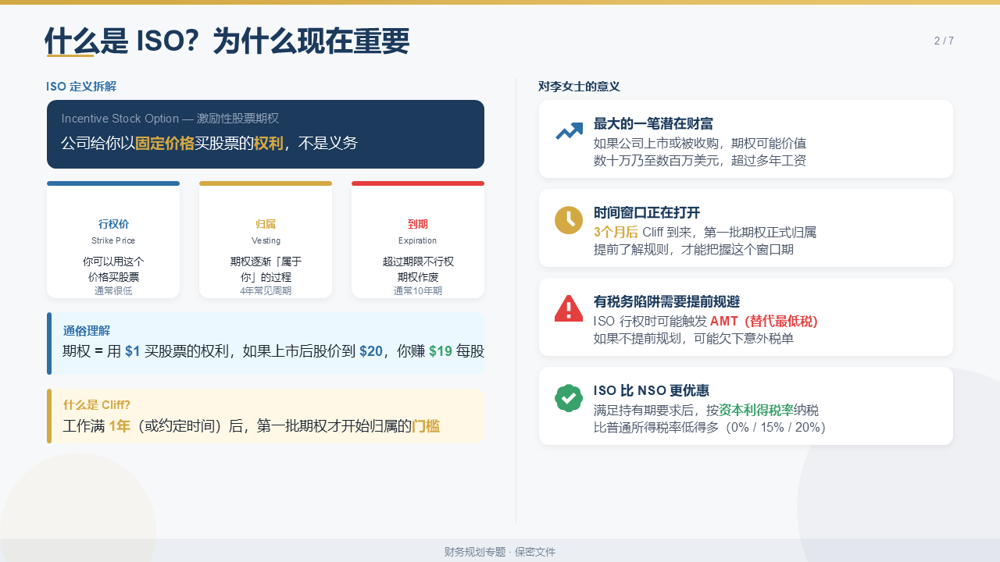 什么是 ISO？为什么现在重要
2 / 7
ISO 定义拆解
Incentive Stock Option — 激励性股票期权
公司给你以固定价格买股票的权利，不是义务
行权价
Strike Price
你可以用这个
价格买股票
通常很低
归属
Vesting
期权逐渐「属于
你」的过程
4年常见周期
到期
Expiration
超过期限不行权
期权作废
通常10年期
通俗理解
期权 = 用 $1 买股票的权利，如果上市后股价到 $20，你赚 $19 每股
什么是 Cliff?
工作满 1年（或约定时间）后，第一批期权才开始归属的门槛
对李女士的意义
最大的一笔潜在财富
如果公司上市或被收购，期权可能价值
数十万乃至数百万美元，超过多年工资
时间窗口正在打开
3个月后 Cliff 到来，第一批期权正式归属
提前了解规则，才能把握这个窗口期
有税务陷阱需要提前规避
ISO 行权时可能触发 AMT（替代最低税）
如果不提前规划，可能欠下意外税单
ISO 比 NSO 更优惠
满足持有期要求后，按资本利得税率纳税
比普通所得税率低得多（0% / 15% / 20%）
财务规划专题 · 保密文件